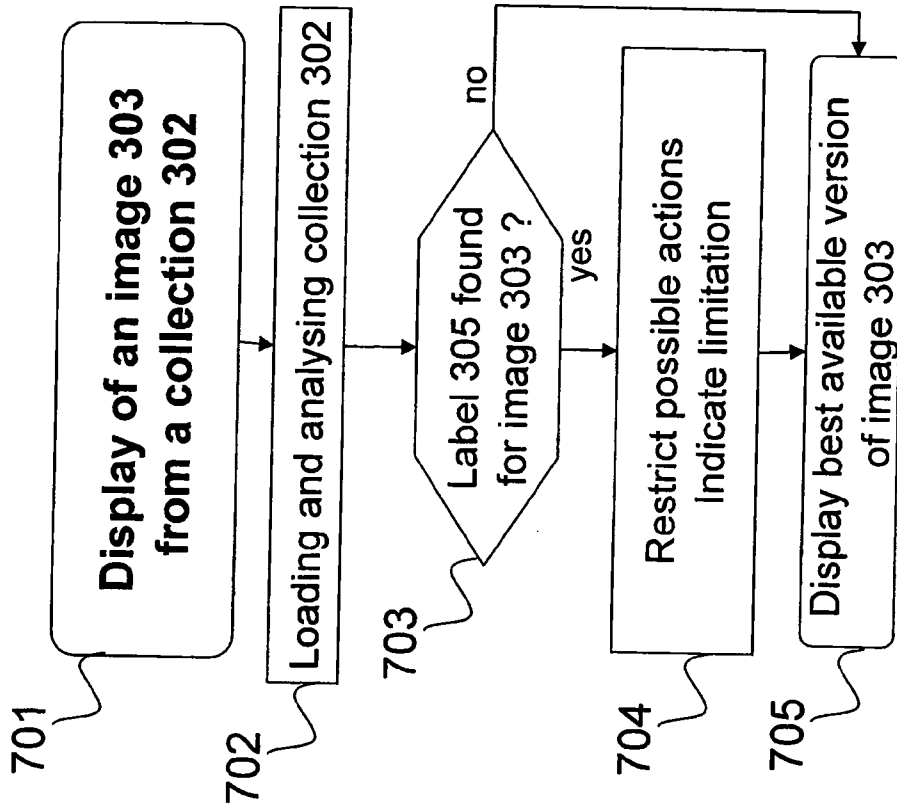 701
Display of an image 303
from a collection 302
702
Loading and analysing collection 302
703
Label 305 found
for image 303 ?
no
yes
704
Restrict possible actions
Indicate limitation
705
Display best available version
of image 303